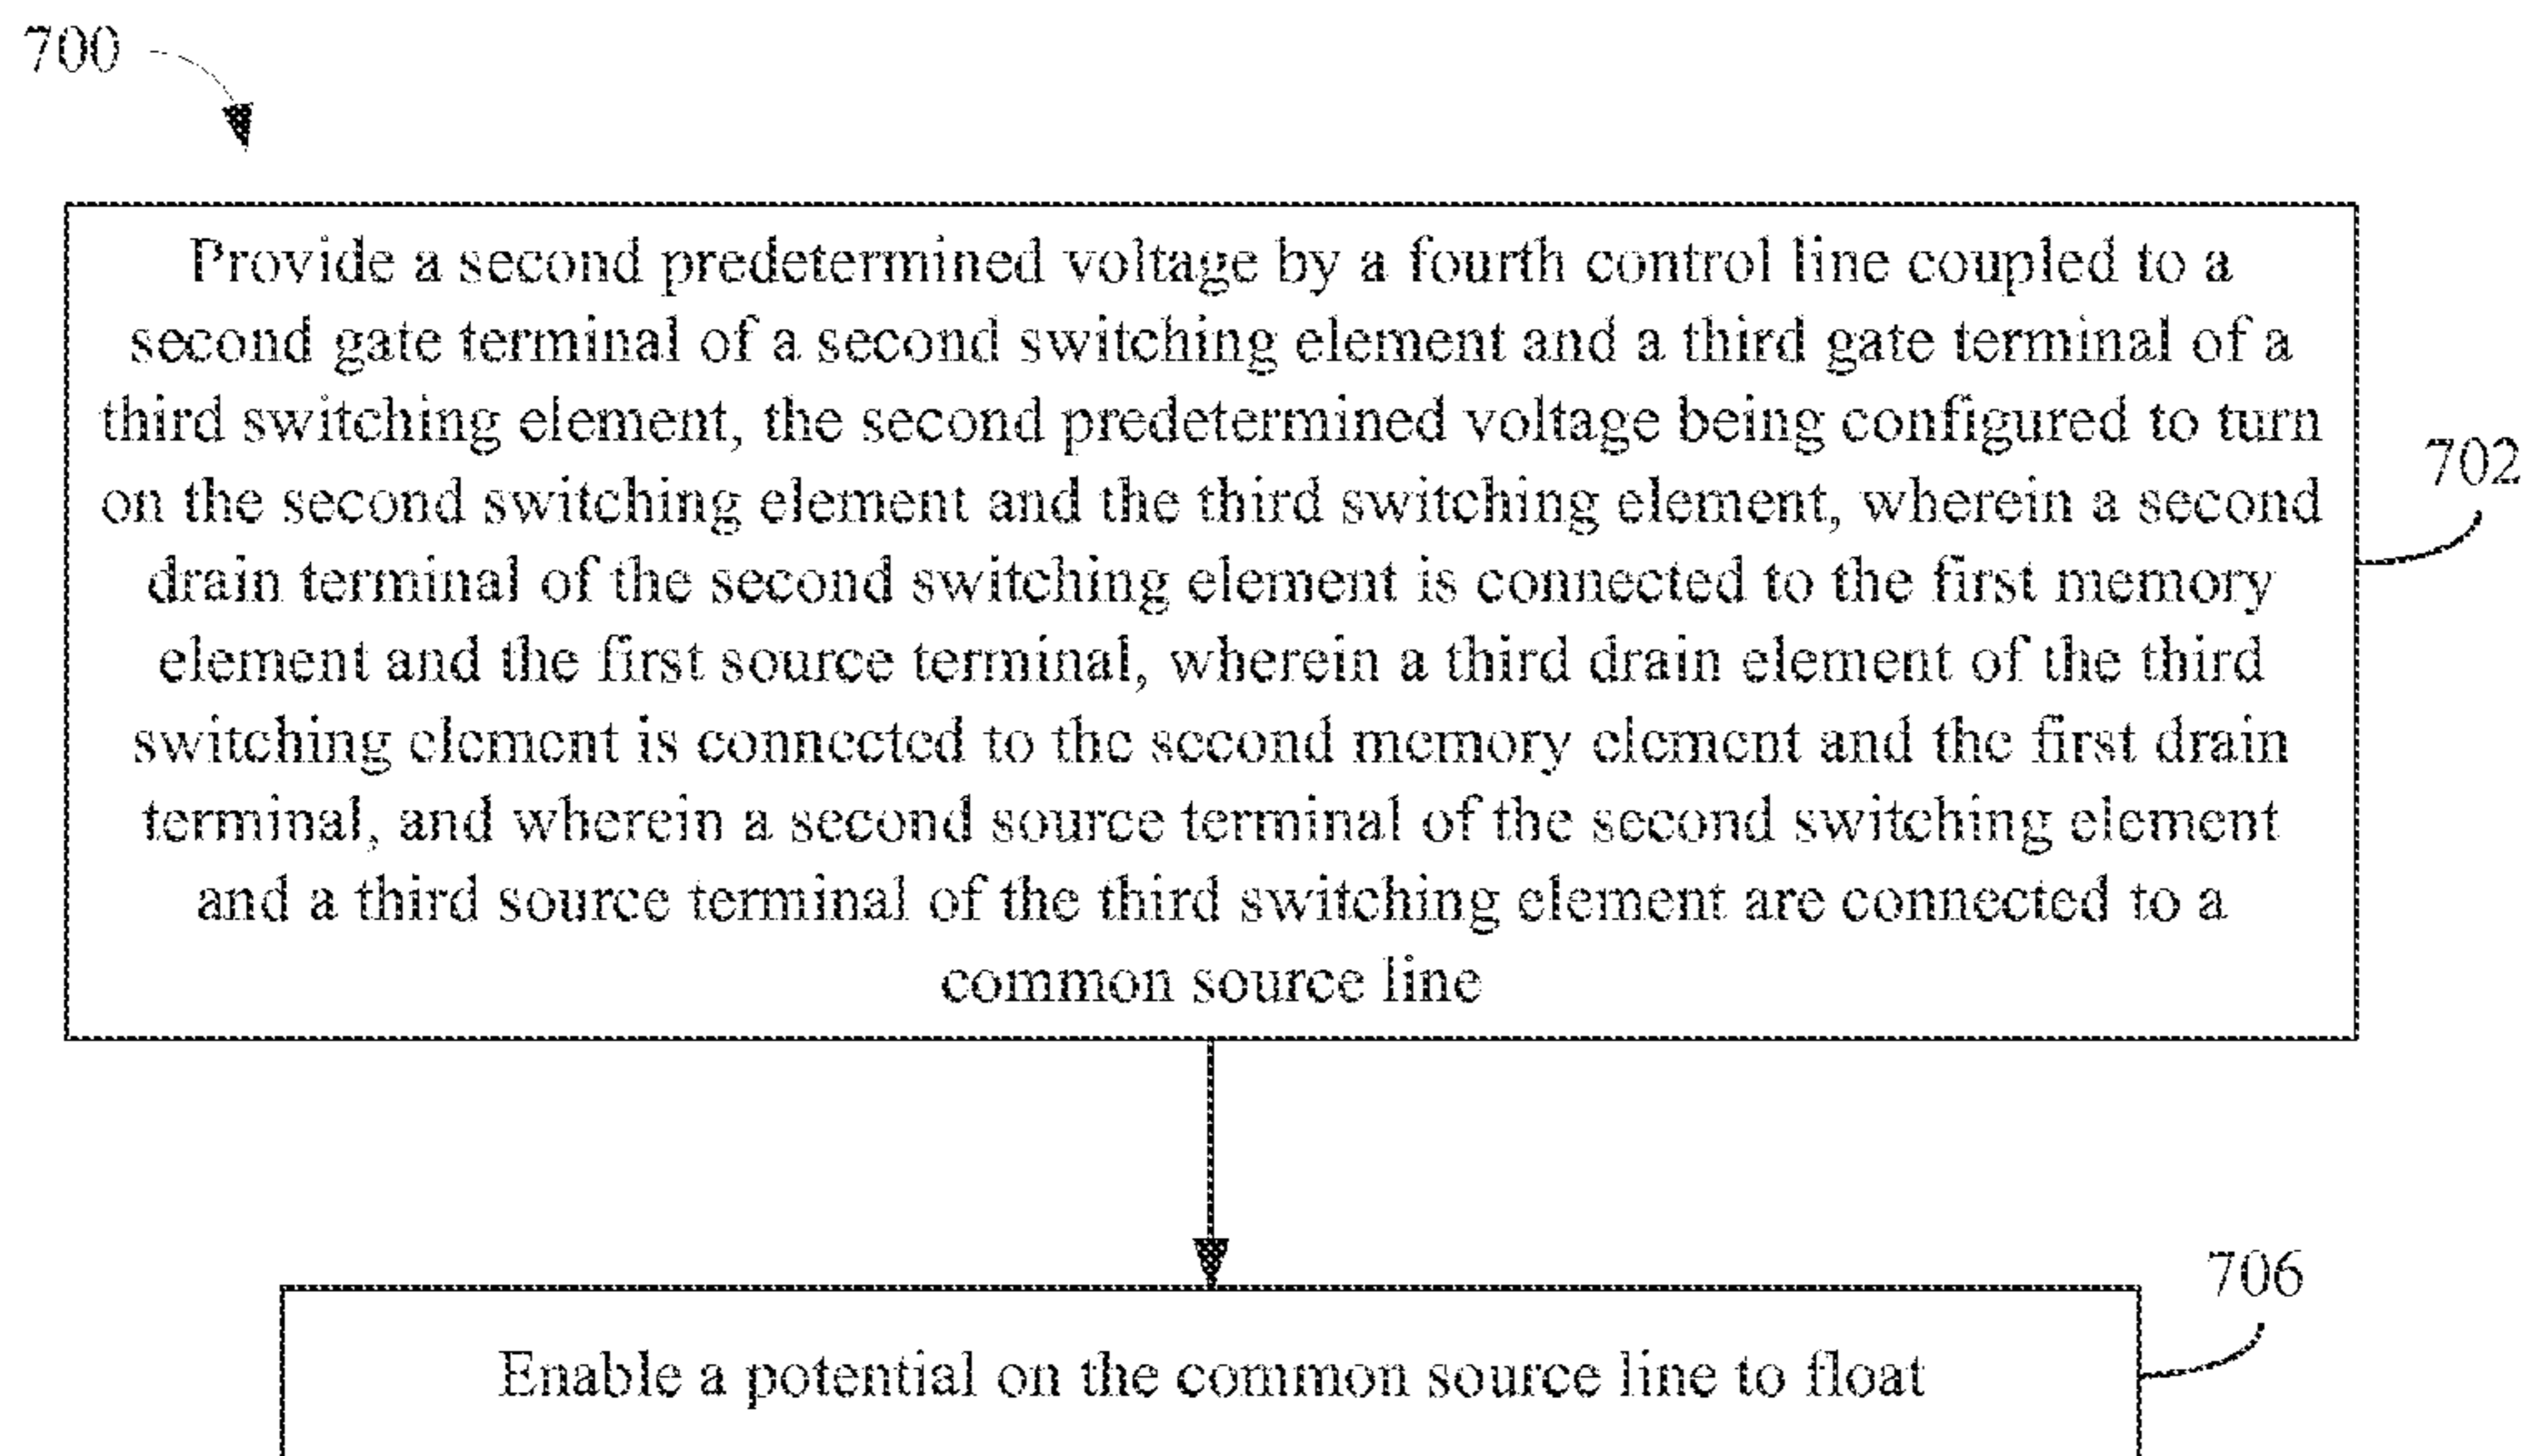 700
Provide a second predetermined voltage by a fourth control line coupled to a
second gate terminal of a second switching element and a third gate terminal of a
third switching element, the second predetermined voltage being configured to turn
on the second switching element and the third switching element, wherein a second
drain terminal of the second switching element is connected to the first memory
element and the first source terminal, wherein a third drain element of the third
switching element is connected to the second memory element and the first drain
terminal, and wherein a second source terminal of the second switching element
and a third source terminal of the third switching element are connected to a
common source line
702
706
Enable a potential on the common source line to float